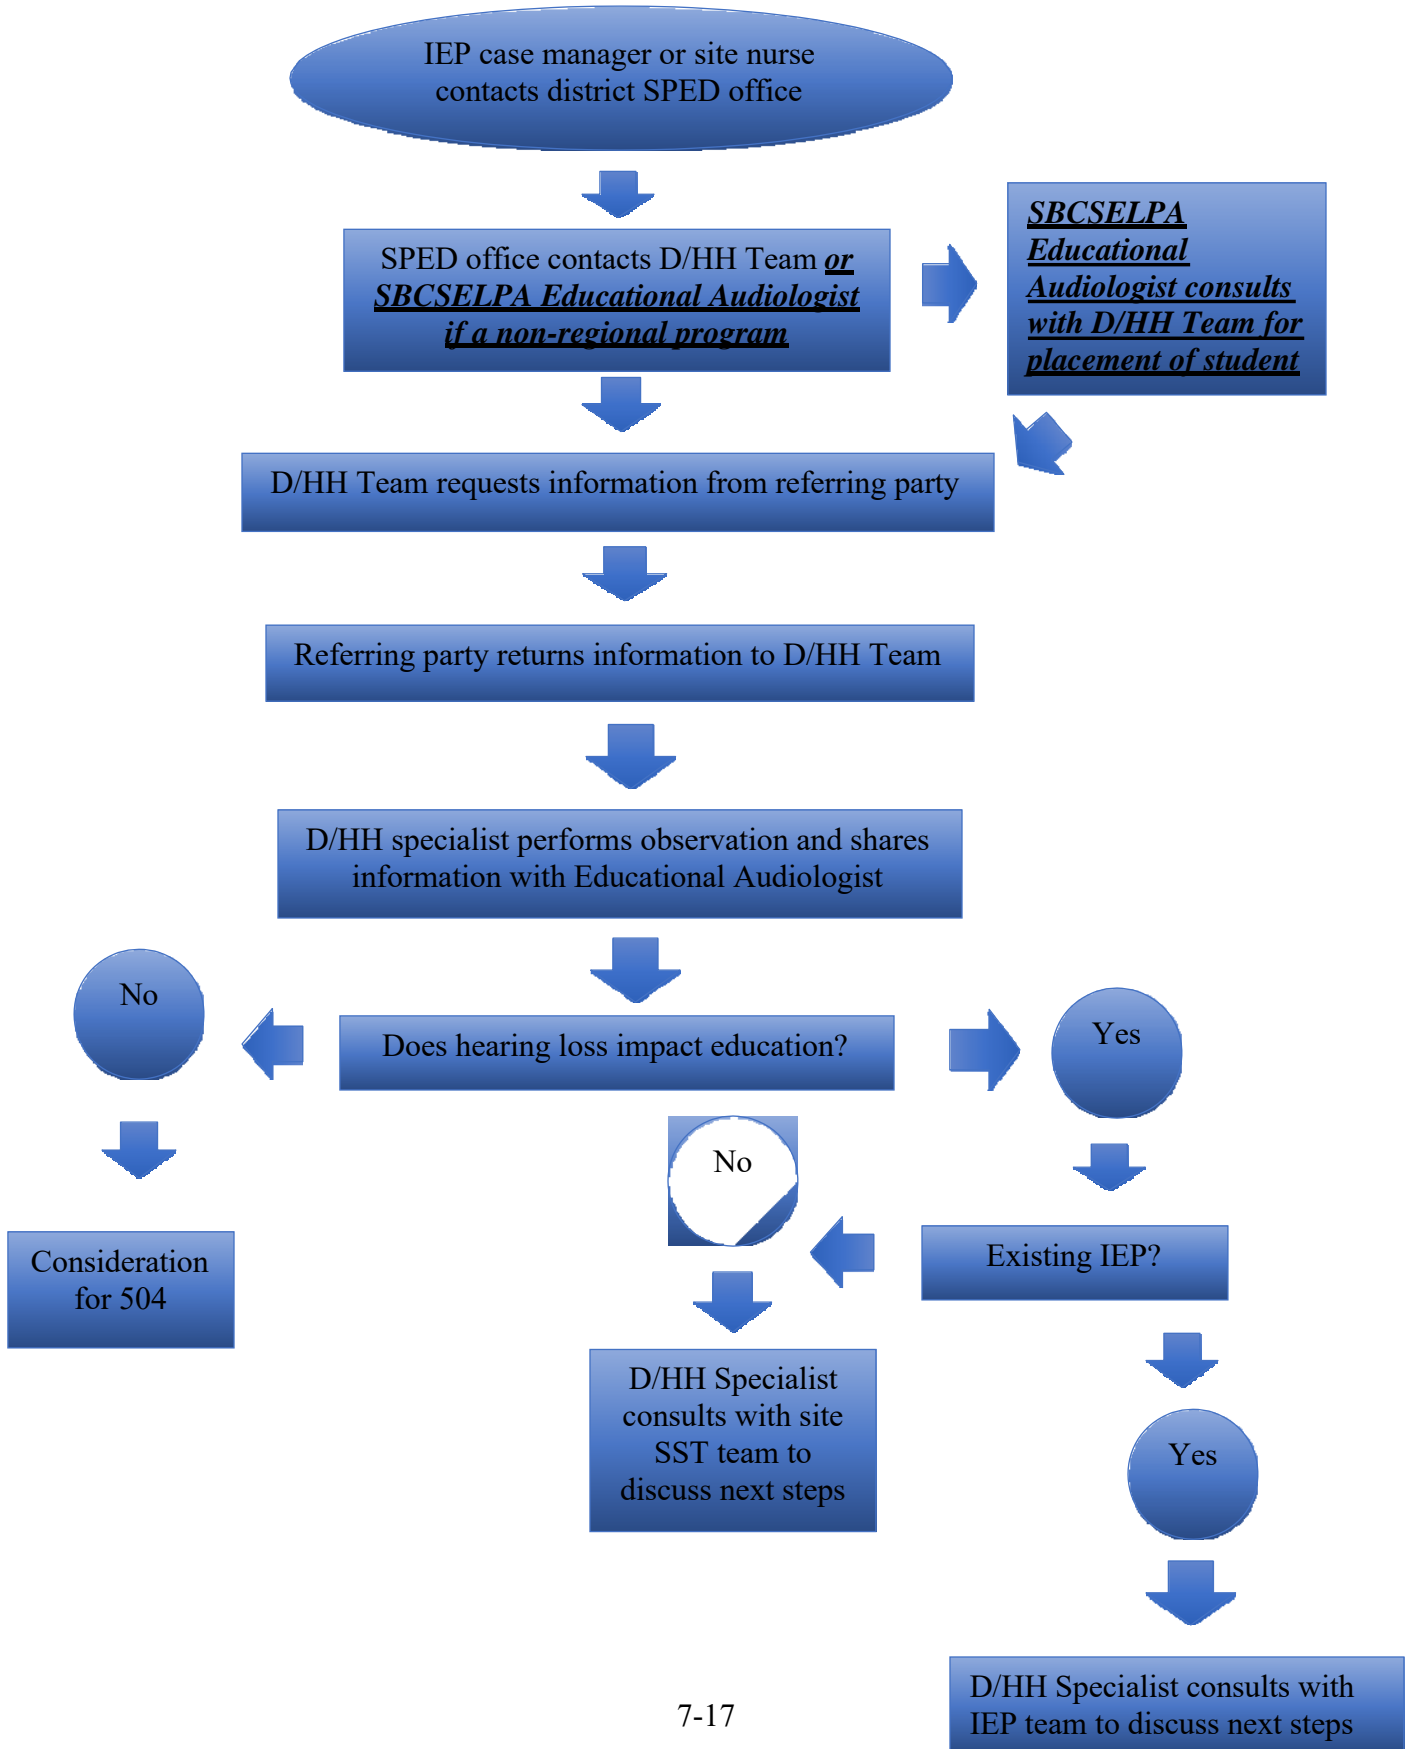 IEP case manager or site nurse
contacts district SPED office
SPED office contacts D/HH Team or
SBCSELPA Educational Audiologist
if a non-regional program
SBCSELPA
Educational
Audiologist consults
with D/HH Team for
placement of student
D/HH Team requests information from referring party
Referring party returns information to D/HH Team
D/HH specialist performs observation and shares
information with Educational Audiologist
No
Does hearing loss impact education?
Yes
No
Existing IEP?
Consideration
for 504
D/HH Specialist
consults with site
SST team to
discuss next steps
Yes
D/HH Specialist consults with
IEP team to discuss next steps
7-17